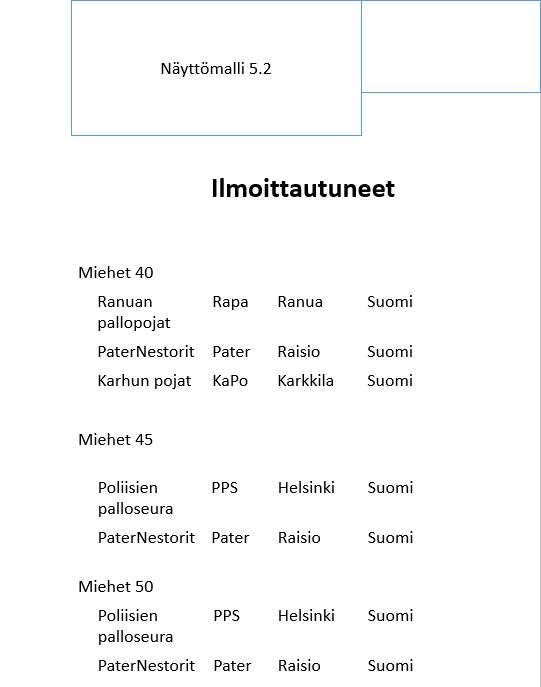 Näyttömalli 5.2
Ilmoittautuneet
Miehet 40
Ranuan Rapa Ranua Suomi
pallopojat
PaterNestorit Pater Raisio Suomi
Karhun pojat KaPo Karkkila Suomi
Miehet 45
Poliisien PPS Helsinki Suomi
palloseura
PaterNestorit Pater Raisio Suomi
Miehet 50
Poliisien PPS Helsinki Suomi
palloseura
PaterNestorit Pater Raisio Suomi